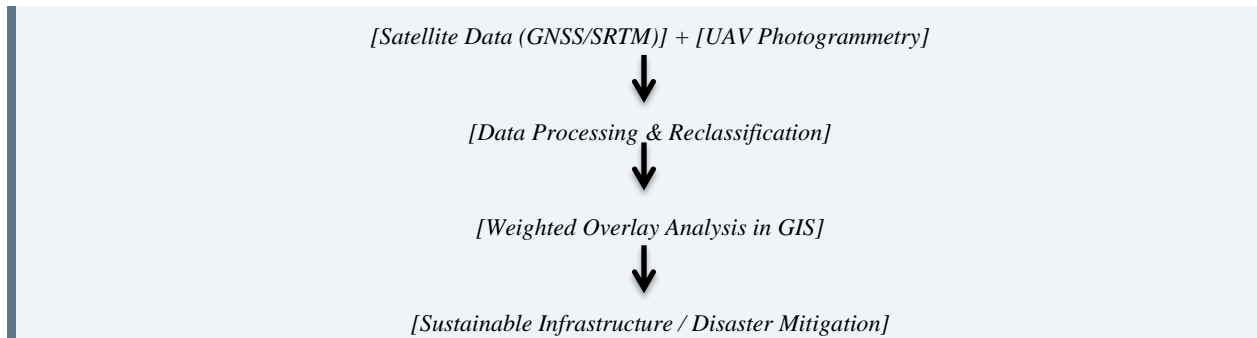 [Satellite Data (GNSS/SRTM)] + [UAV Photogrammetry]
[Data Processing & Reclassification]
[Weighted Overlay Analysis in GIS]
[Sustainable Infrastructure / Disaster Mitigation]